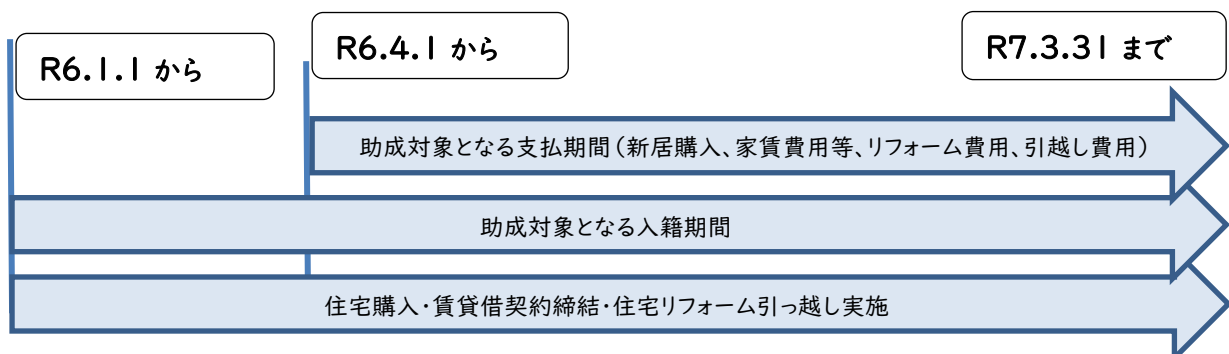 R6.1.1 から
R6.4.1 から
R7.3.31 まで
助成対象となる支払期間(新居購入、家賃費用等、リフォーム費用、引越し費用)
助成対象となる入籍期間
住宅購入・賃貸借契約締結・住宅リフォーム引っ越し実施